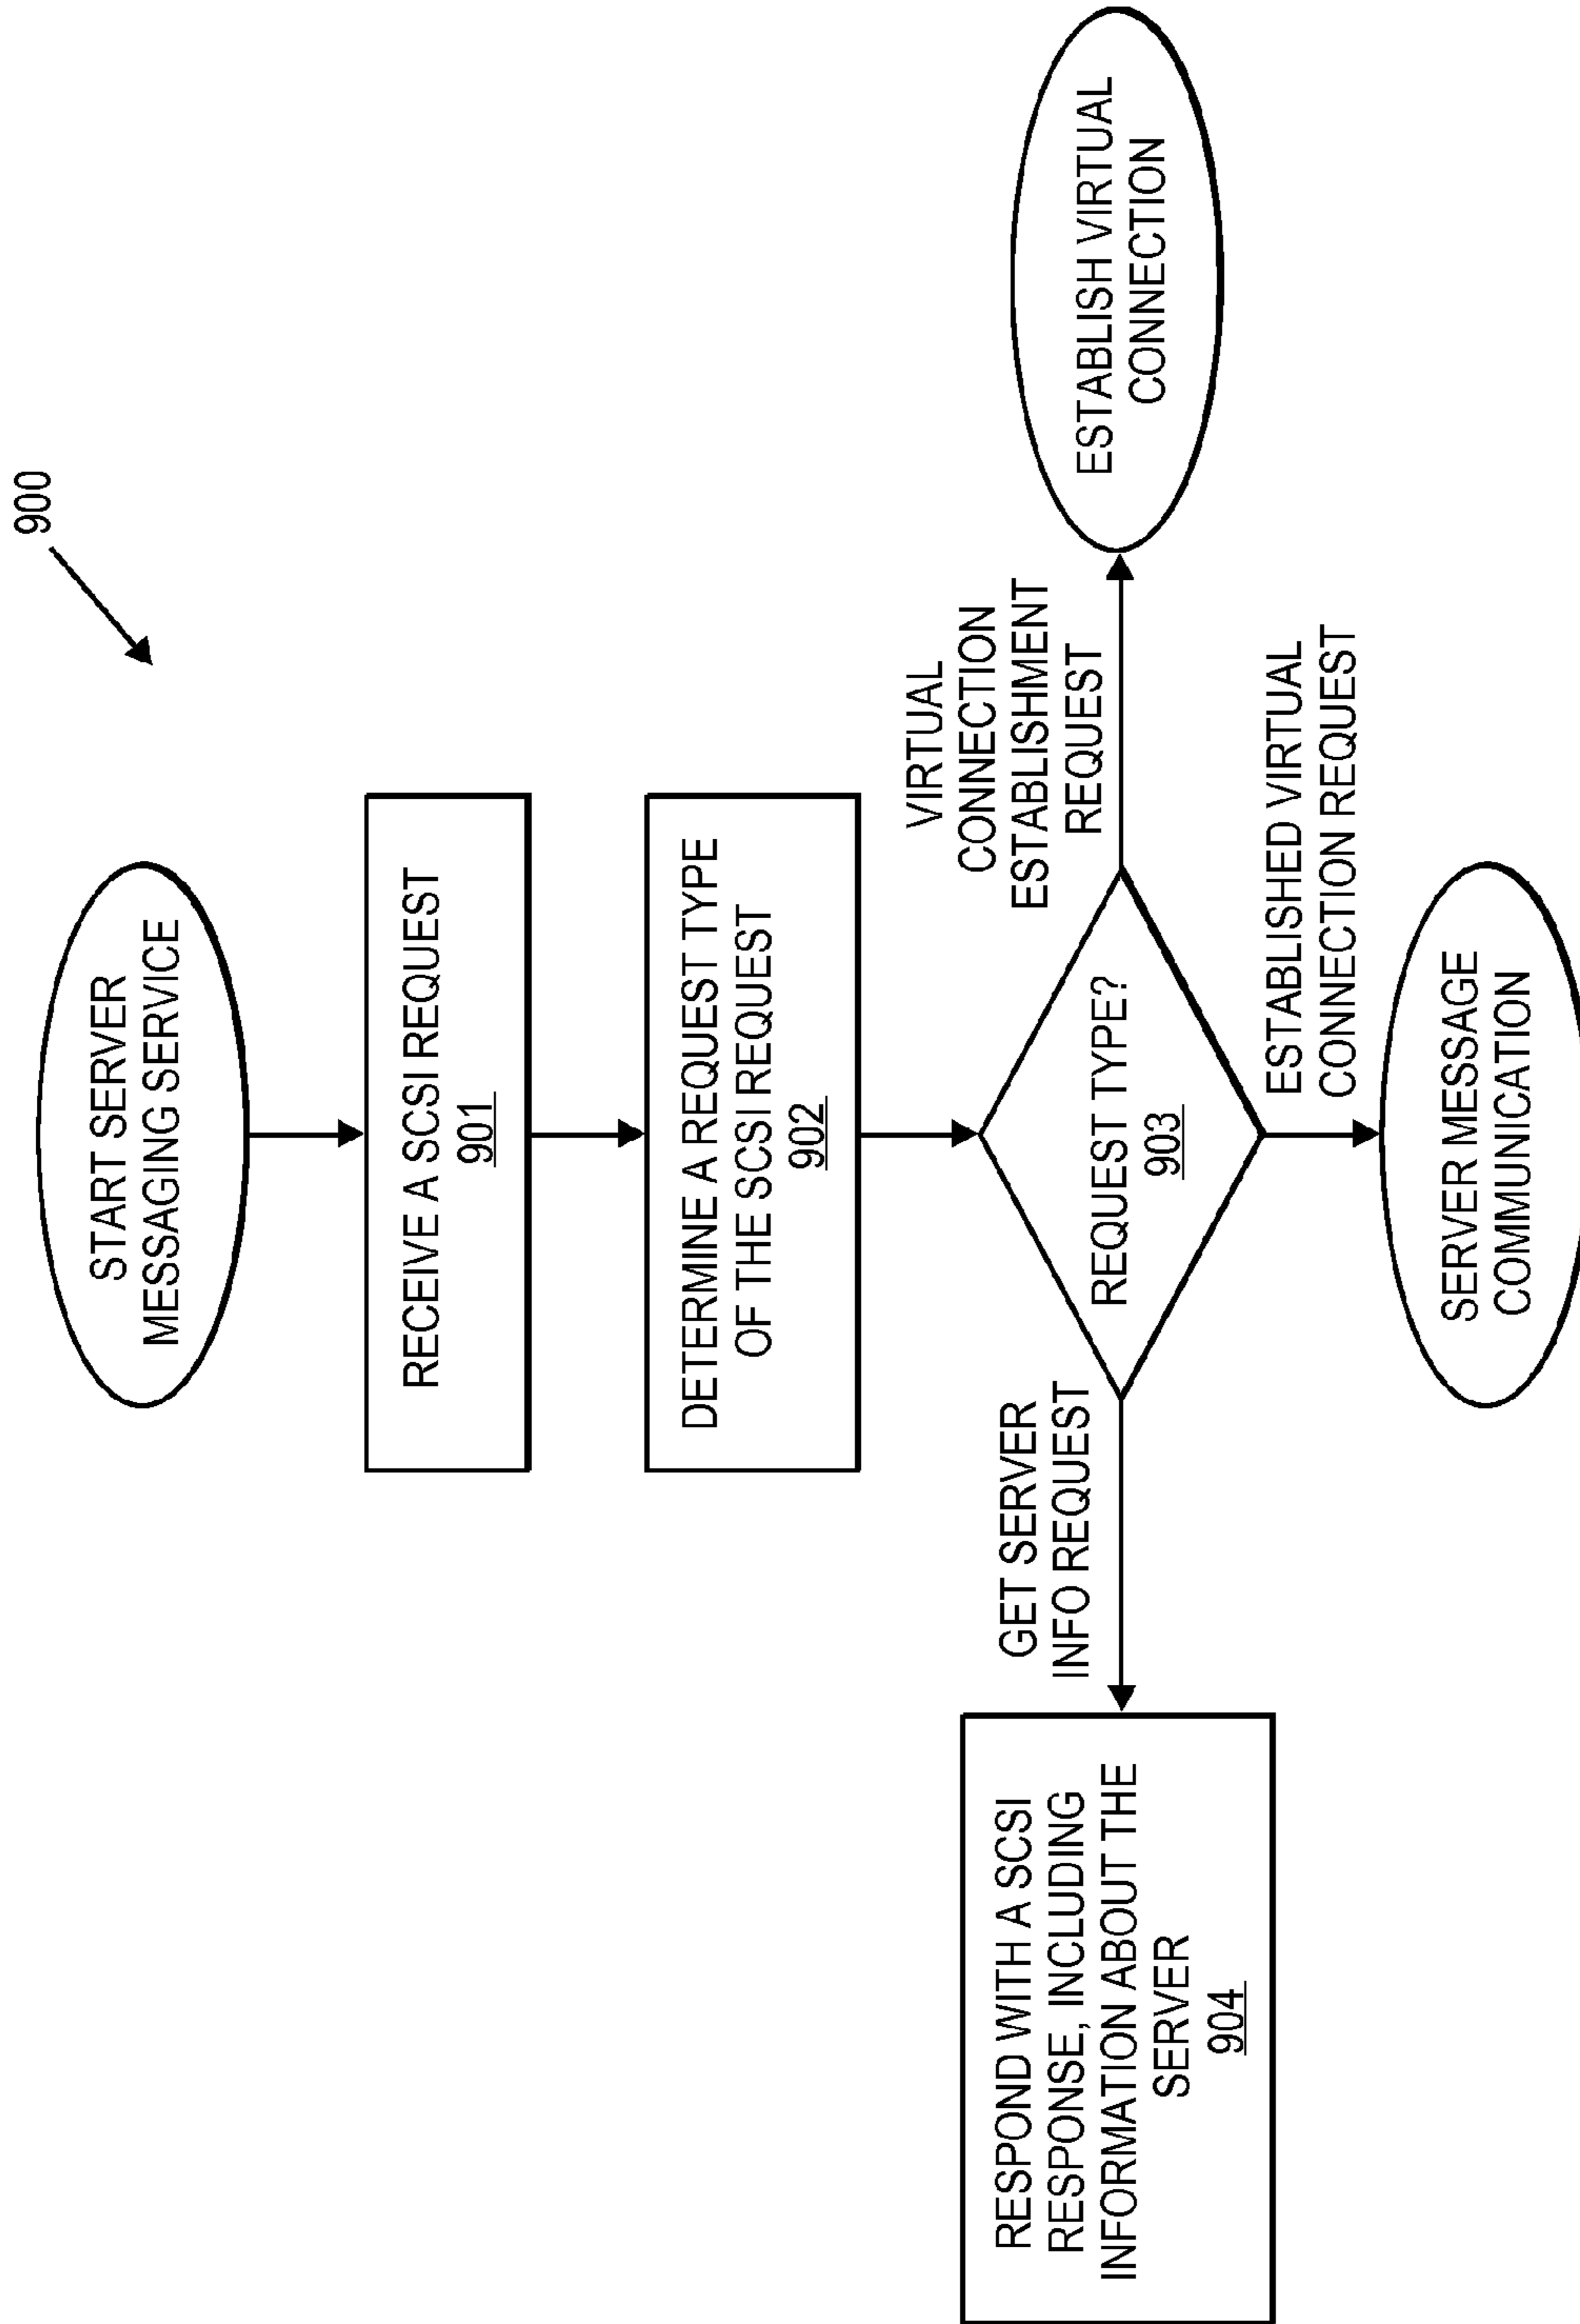 900
START SERVER
MESSAGING SERVICE
RECEIVE A SCSI REQUEST
901
DETERMINE A REQUEST TYPE
OF THE SCSI REQUEST
902
REQUEST TYPE?
903
GET SERVER
INFO REQUEST
RESPOND WITH A SCSI
RESPONSE, INCLUDING
INFORMATION ABOUT THE
SERVER
904
VIRTUAL
CONNECTION
ESTABLISHMENT
REQUEST
ESTABLISH VIRTUAL
CONNECTION
ESTABLISHED VIRTUAL
CONNECTION REQUEST
SERVER MESSAGE
COMMUNICATION